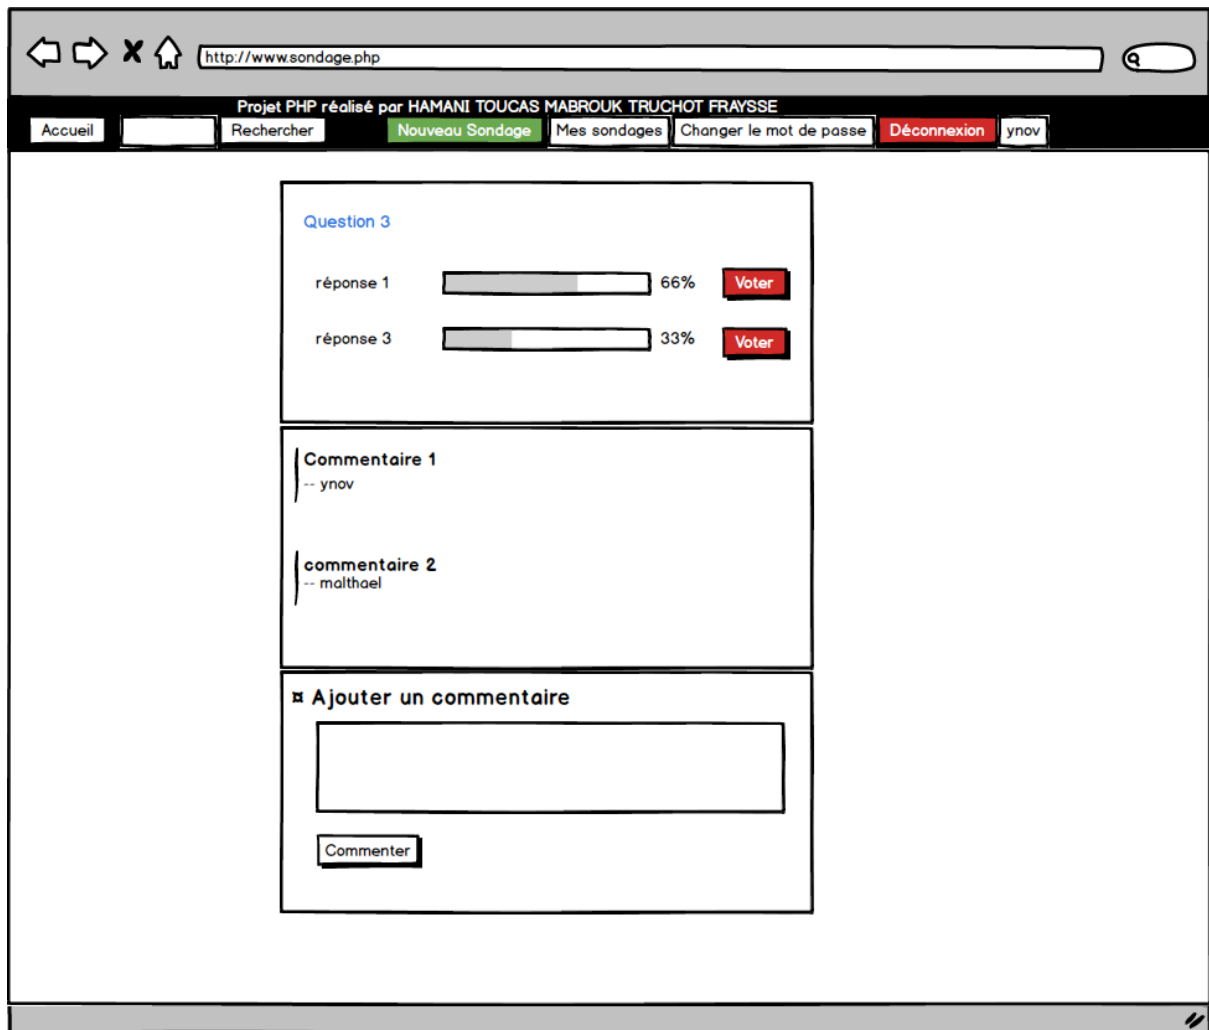 http://www.sondage.php
Projet PHP réalisé par HAMANI TOUCAS MABROUK TRUCHOT FRAYSSE
Accueil Rechercher Nouveau Sondage Mes sondages Changer le mot de passe Déconnexion ynov
Question 3
réponse 1 66% Voter
réponse 3 33% Voter
Commentaire 1
-- ynov
commentaire 2
-- malthael
¤ Ajouter un commentaire
Commenter